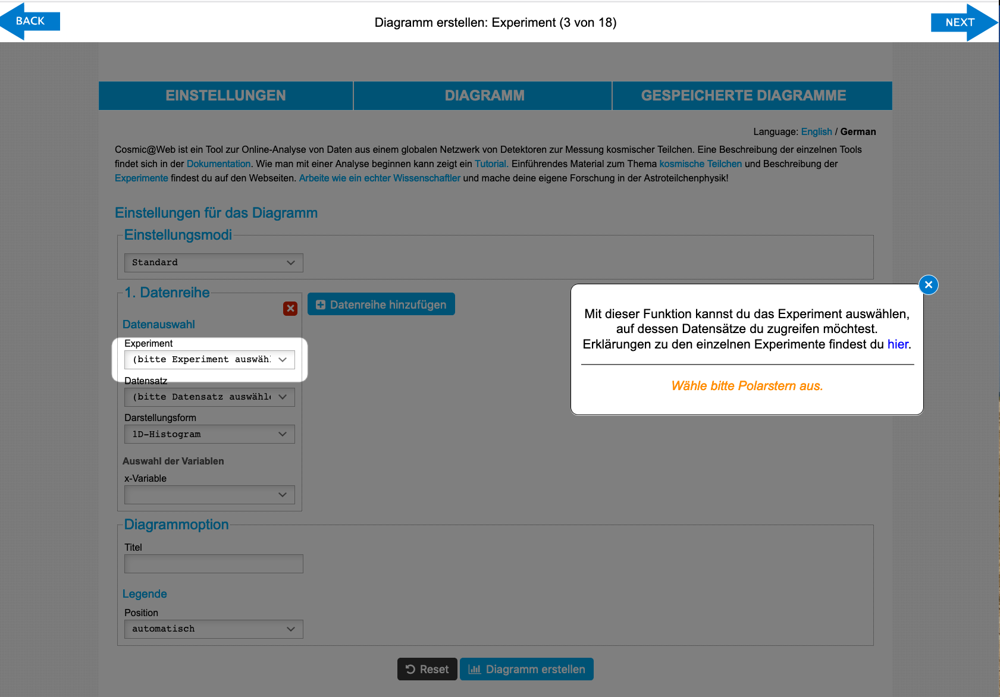 BACK
Diagramm erstellen: Experiment (3 von 18)
NEXT
EINSTELLUNGEN
DIAGRAMM
GESPEICHERTE DIAGRAMME
Language: English / German
Cosmic@Web ist ein Tool zur Online-Analyse von Daten aus einem globalen Netzwerk von Detektoren zur Messung kosmischer Teilchen. Eine Beschreibung der einzelnen Tools
findet sich in der Dokumentation. Wie man mit einer Analyse beginnen kann zeigt ein Tutorial. Einführendes Material zum Thema kosmische Teilchen und Beschreibung der
Experimente findest du auf den Webseiten. Arbeite wie ein echter Wissenschaftler und mache deine eigene Forschung in der Astroteilchenphysik!
Einstellungen für das Diagramm
Einstellungsmodi
Standard
1. Datenreihe
Datenreihe hinzufügen
Datenauswahl
Experiment
(bitte Experiment auswähl
Datensatz
(bitte Datensatz auswähle
Darstellungsform
1D-Histogram
Auswahl der Variablen
x-Variable
Mit dieser Funktion kannst du das Experiment auswählen,
auf dessen Datensätze du zugreifen möchtest.
Erklärungen zu den einzelnen Experimente findest du hier.
Wähle bitte Polarstern aus.
Diagrammoption
Titel
Legende
Position
automatisch
Reset
Diagramm erstellen